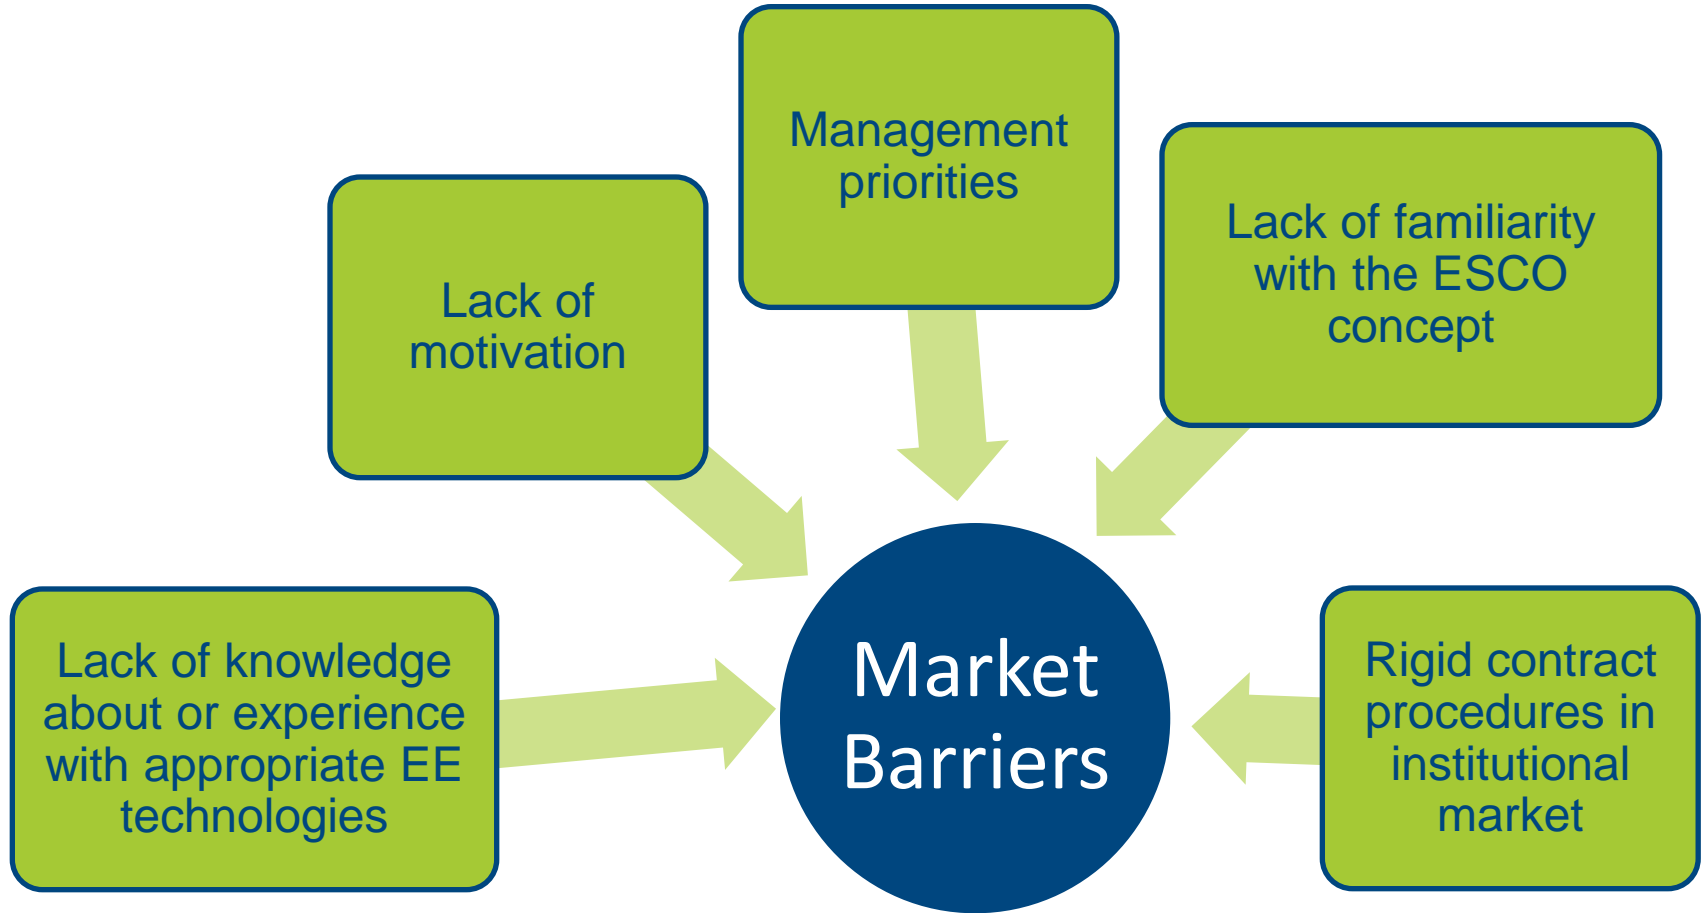 Management
priorities
Lack of familiarity
with the ESCO
concept
Lack of
motivation
Lack of knowledge
about or experience
with appropriate EE
technologies
Market
Barriers
Rigid contract
procedures in
institutional
market